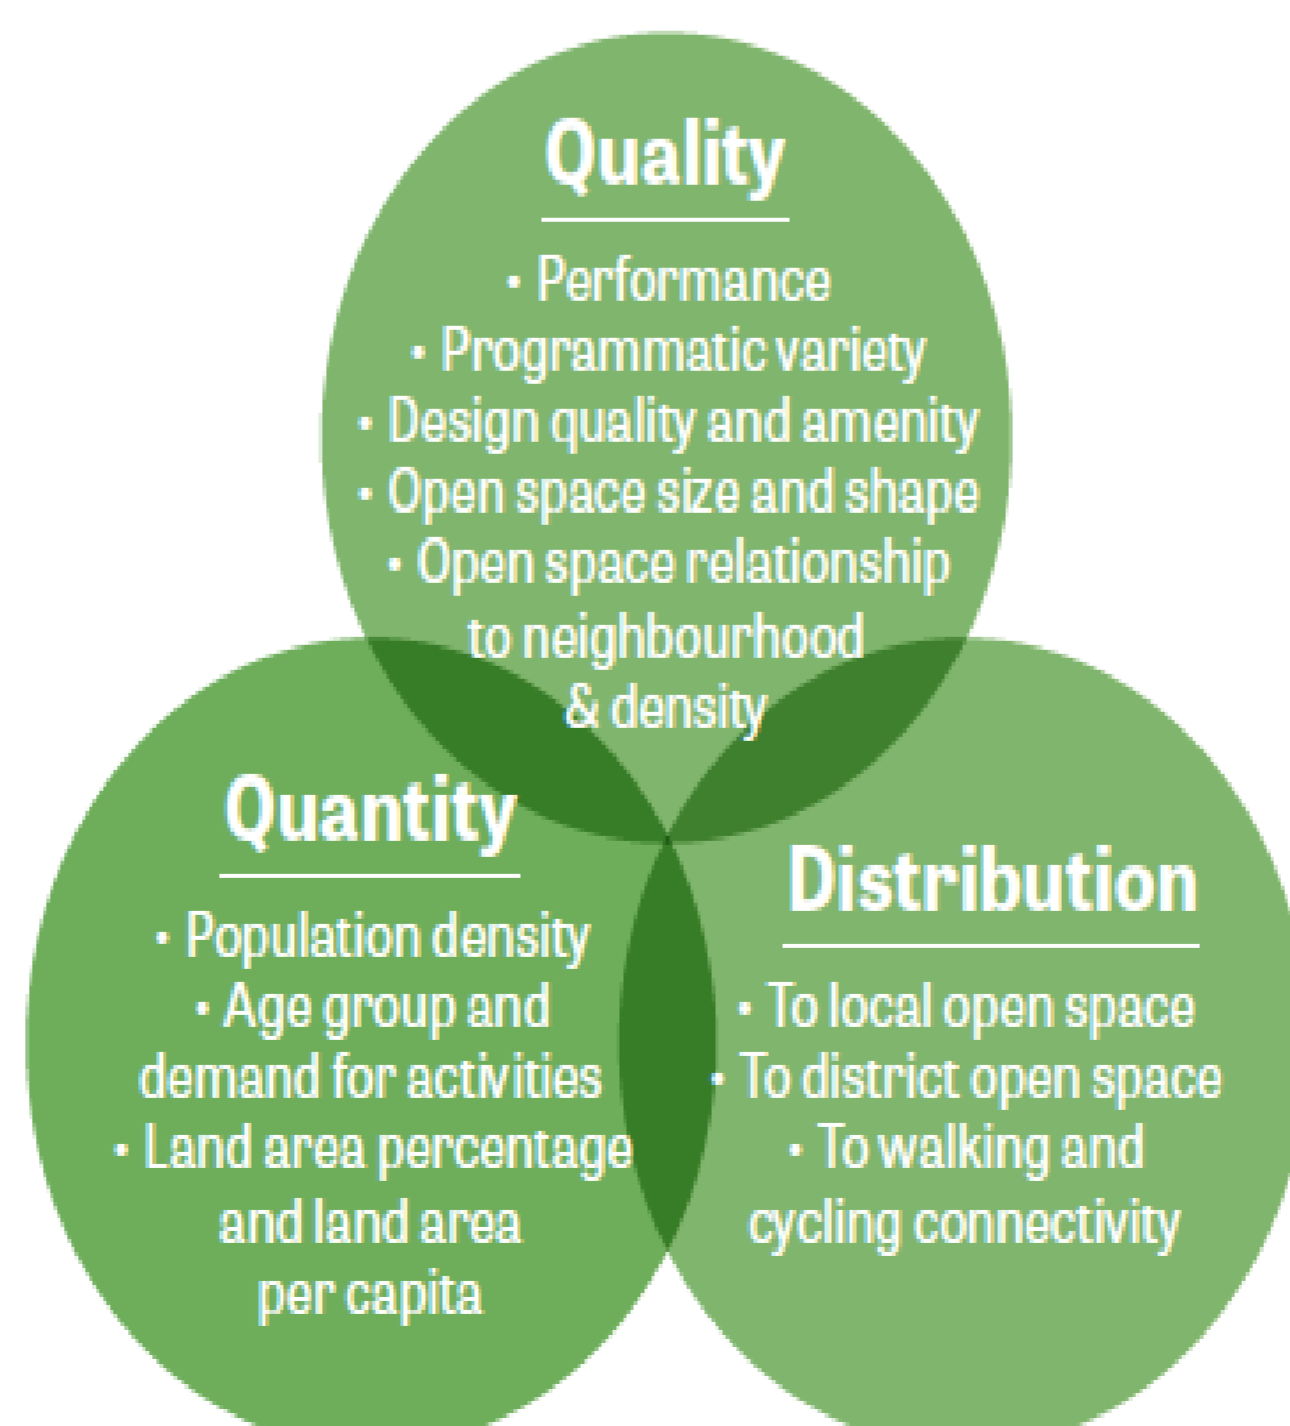 Quality
• Performance
• Programmatic variety
• Design quality and amenity
• Open space size and shape
• Open space relationship
to neighbourhood
& density
Quantity
• Population density
• Age group and
demand for activities
• Land area percentage
and land area
per capita
Distribution
• To local open space
• To district open space
• To walking and
cycling connectivity